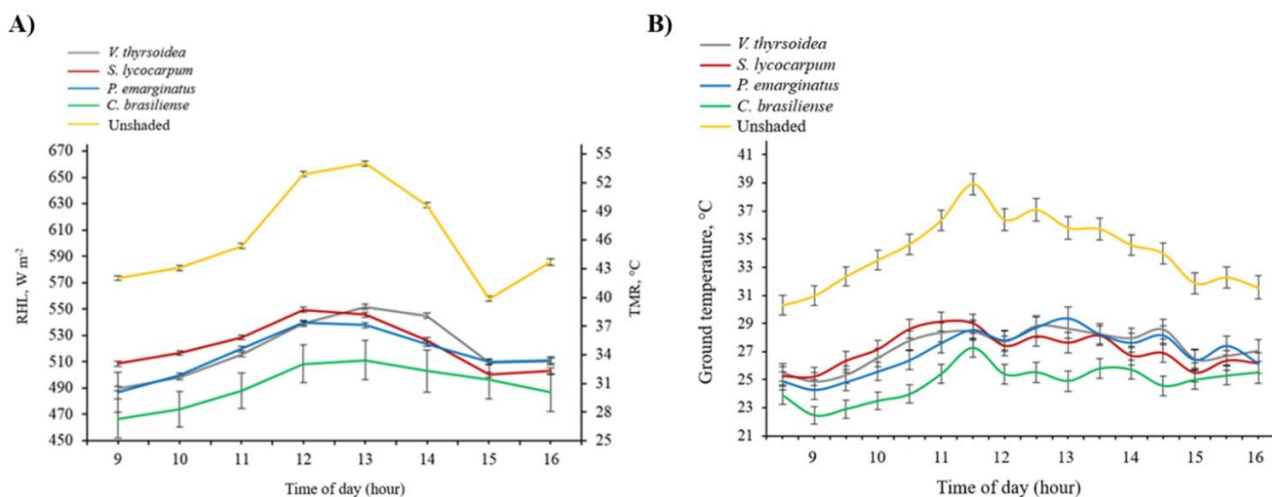 A)
V. thyrsoidea
S. lycocarpum
P. emarginatus
C. brasiliense
Unshaded
670
650
630
610
590
570
550
530
510
490
470
450
RHL, W m-2
55
52
49
46
43
40
37
34
31
28
25
TMR, °C
9 10 11 12 13 14 15 16
Time of day (hour)
B)
V. thyrsoidea
S. lycocarpum
P. emarginatus
C. brasiliense
Unshaded
41
39
37
35
33
31
29
27
25
23
21
Ground temperature, °C
9 10 11 12 13 14 15 16
Time of day (hour)